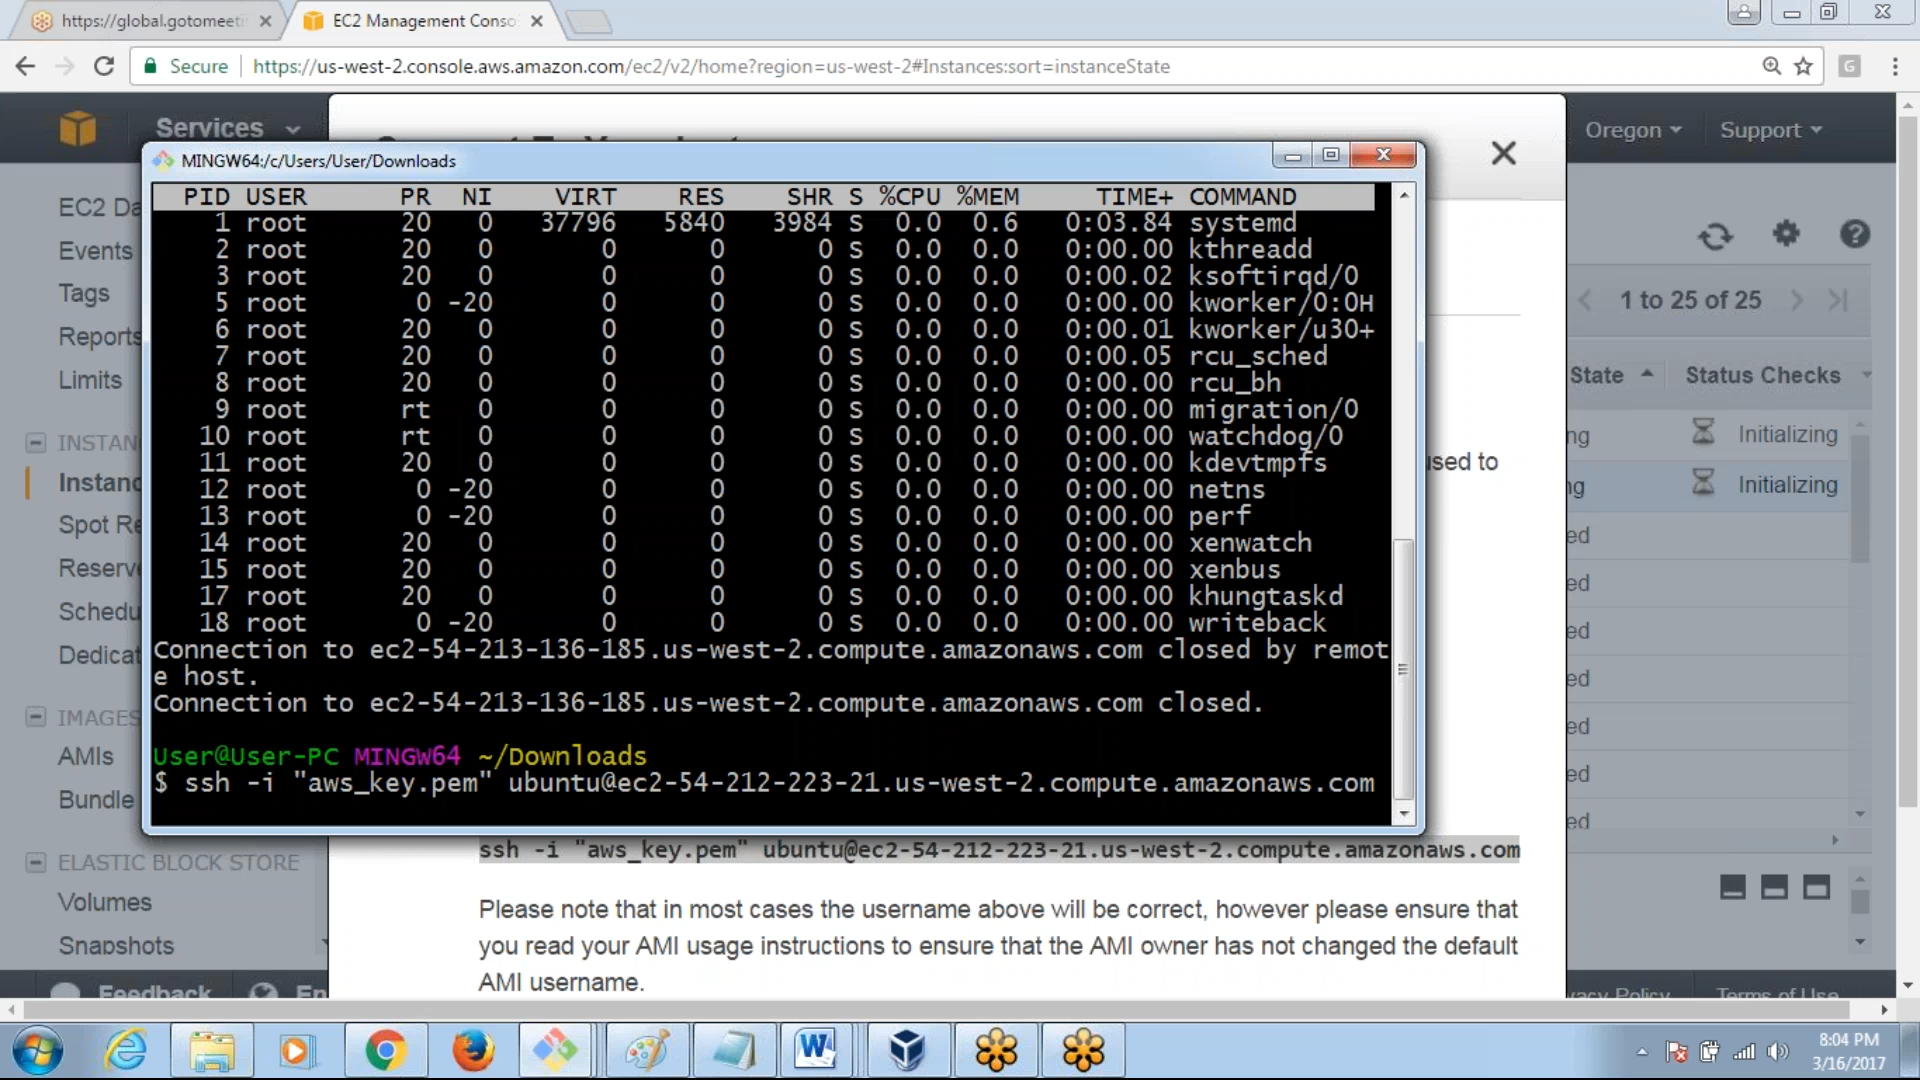 https://global.gotomeeti
EC2 Management Conso
Secure https://us-west-2.console.aws.amazon.com/ec2/v2/home?region=us-west-2#Instances:sort=instanceState
Services
Oregon
Support
MINGW64:/c/Users/User/Downloads
PID USER PR NI VIRT RES SHR S %CPU %MEM TIME+ COMMAND
1 root 20 0 37796 5840 3984 S 0.0 0.6 0:03.84 systemd
2 root 20 0 0 0 0 S 0.0 0.0 0:00.00 kthreadd
3 root 20 0 0 0 0 S 0.0 0.0 0:00.02 ksoftirqd/0
5 root 0 -20 0 0 0 S 0.0 0.0 0:00.00 kworker/0:0H
6 root 20 0 0 0 0 S 0.0 0.0 0:00.01 kworker/u30+
7 root 20 0 0 0 0 S 0.0 0.0 0:00.05 rcu_sched
8 root 20 0 0 0 0 S 0.0 0.0 0:00.00 rcu_bh
9 root rt 0 0 0 0 S 0.0 0.0 0:00.00 migration/0
10 root rt 0 0 0 0 S 0.0 0.0 0:00.00 watchdog/0
11 root 20 0 0 0 0 S 0.0 0.0 0:00.00 kdevtmpfs
12 root 0 -20 0 0 0 S 0.0 0.0 0:00.00 netns
13 root 0 -20 0 0 0 S 0.0 0.0 0:00.00 perf
14 root 20 0 0 0 0 S 0.0 0.0 0:00.00 xenwatch
15 root 20 0 0 0 0 S 0.0 0.0 0:00.00 xenbus
17 root 20 0 0 0 0 S 0.0 0.0 0:00.00 khungtaskd
18 root 0 -20 0 0 0 S 0.0 0.0 0:00.00 writeback
Connection to ec2-54-213-136-185.us-west-2.compute.amazonaws.com closed by remot
e host.
Connection to ec2-54-213-136-185.us-west-2.compute.amazonaws.com closed.
User@User-PC MINGW64 ~/Downloads
$ ssh -i "aws_key.pem" ubuntu@ec2-54-212-223-21.us-west-2.compute.amazonaws.com
EC2 Da
Events
Tags
Reports
Limits
INSTAN
Instanc
Spot Re
Reserve
Schedu
Dedicat
IMAGES
AMIs
Bundle
ELASTIC BLOCK STORE
Volumes
Snapshots
1 to 25 of 25
State Status Checks
ng Initializing
used to
ng Initializing
ed
ed
ed
ed
ed
ed
ed
ssh -i "aws_key.pem" ubuntu@ec2-54-212-223-21.us-west-2.compute.amazonaws.com
Please note that in most cases the username above will be correct, however please ensure that
you read your AMI usage instructions to ensure that the AMI owner has not changed the default
AMI username.
Feedback En
vacy Policy Terms of Use
8:04 PM
3/16/2017